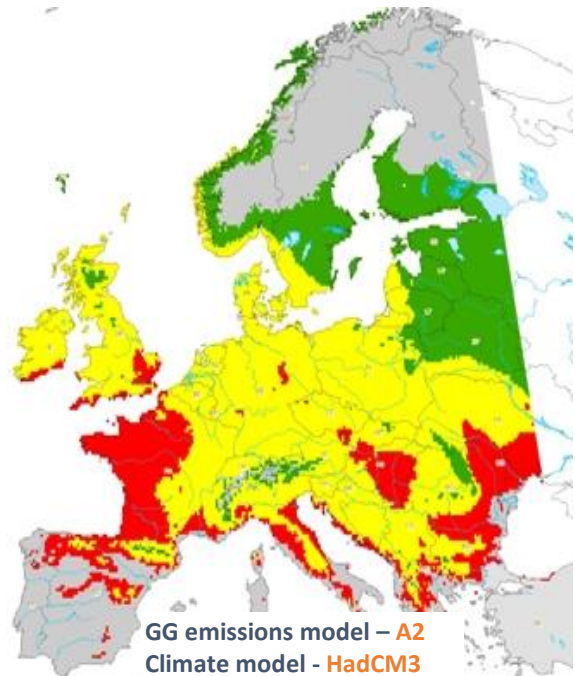 GG emissions model – A2
Climate model - HadCM3